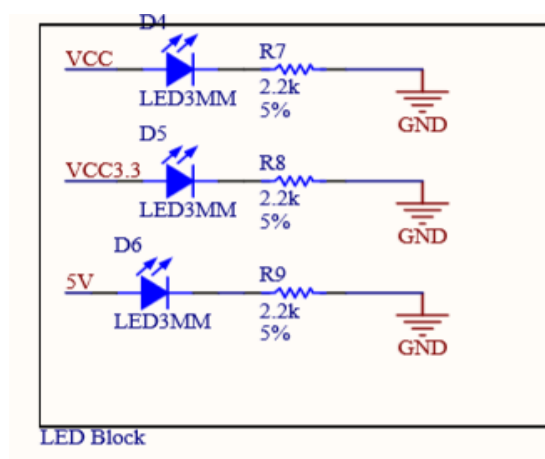 D4
VCC
R7
2.2k
5%
LED3MM
GND
D5
VCC3.3
R8
2.2k
5%
LED3MM
GND
D6
5V
R9
2.2k
5%
LED3MM
GND
LED Block